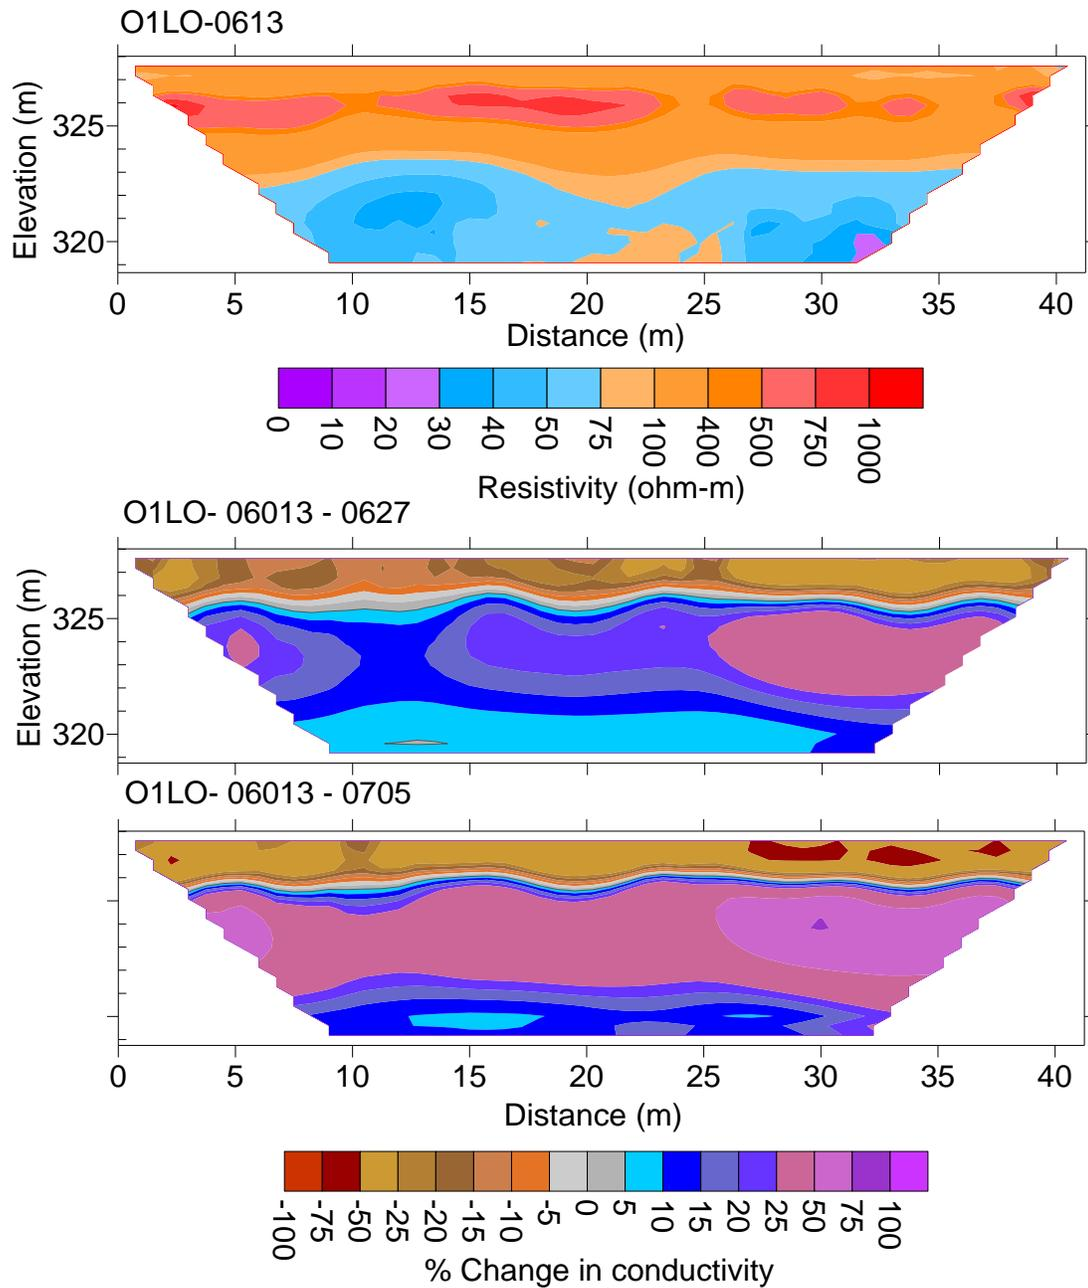 O1LO-0613
Elevation (m)
325
320
0 5 10 15 20 25 30 35 40
Distance (m)
0 10 20 30 40 50 75 100 400 500 750 1000
Resistivity (ohm-m)
O1LO- 06013 - 0627
Elevation (m)
325
320
O1LO- 06013 - 0705
0 5 10 15 20 25 30 35 40
Distance (m)
-100 -75 -50 -25 -20 -15 -10 -5 0 5 10 15 20 25 50 75 100
% Change in conductivity